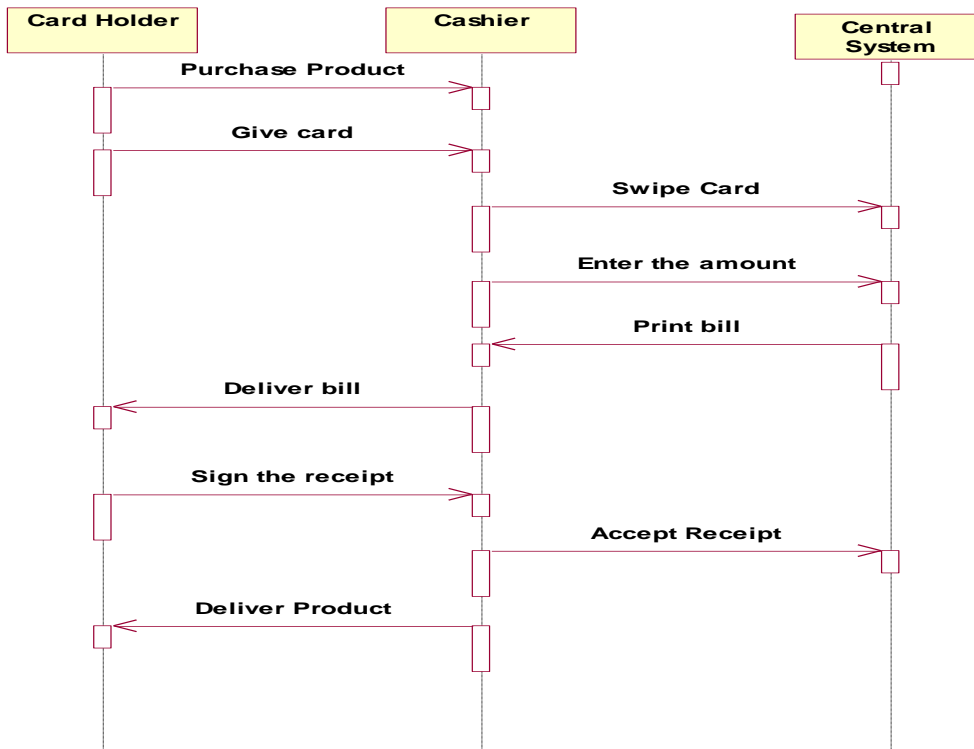 Card Holder
Cashier
Central
System
Purchase Product
Give card
Swipe Card
Enter the amount
Print bill
Deliver bill
Sign the receipt
Accept Receipt
Deliver Product